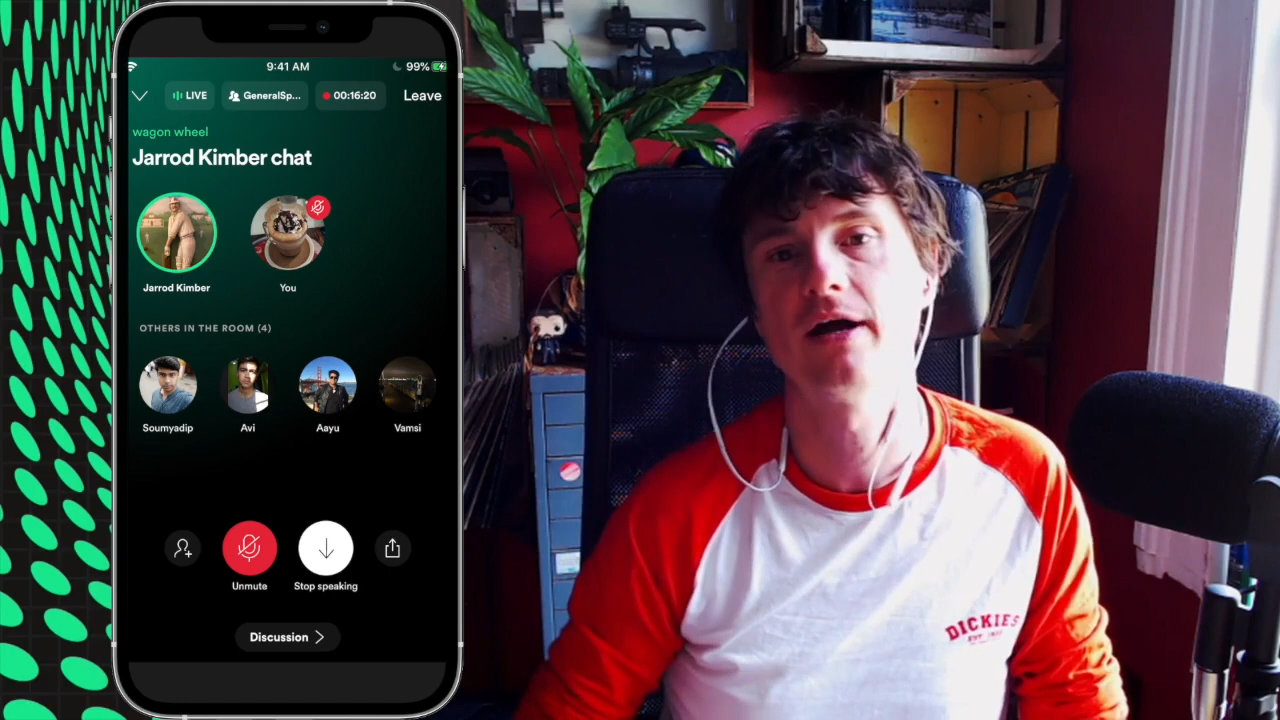 9:41 AM
99%
LIVE
GeneralSp...
00:16:20
Leave
wagon wheel
Jarrod Kimber chat
Jarrod Kimber
You
OTHERS IN THE ROOM (4)
Soumyadip
Avi
Aayu
Vamsi
Unmute
Stop speaking
Discussion
DICKIES